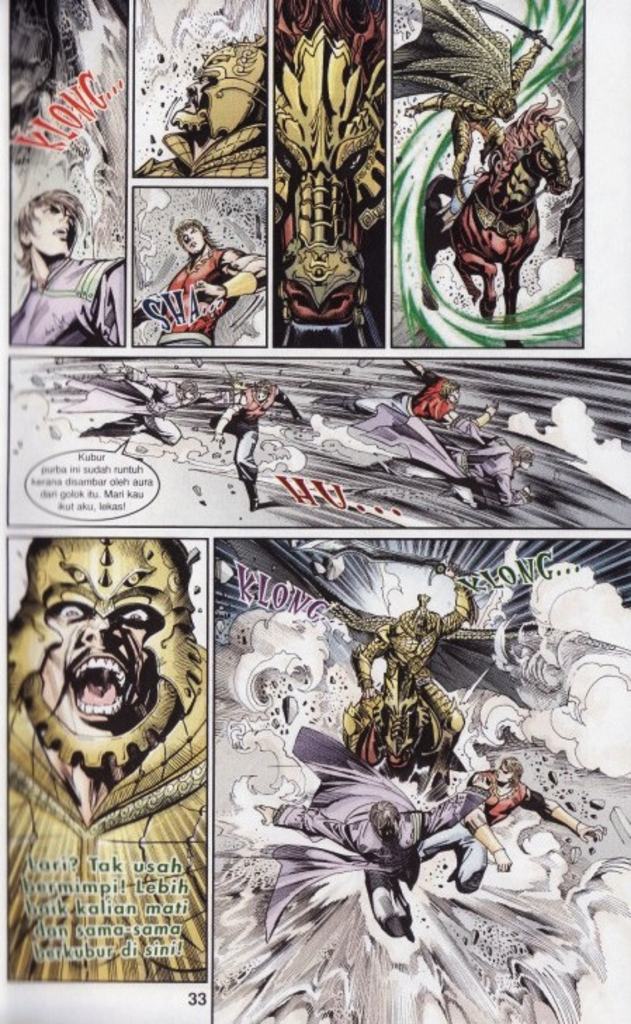 KLONG...
SHA...
Kubur
purba ini sudah runtuh
kerana disambar oleh aura
dari golok itu. Mari kau
ikut aku, lekas!
HU...
KLONG...
KLONG...
Lari? Tak usah
bermimpi! Lebih
baik kalian mati
dan sama-sama
berkubur di sini!
33